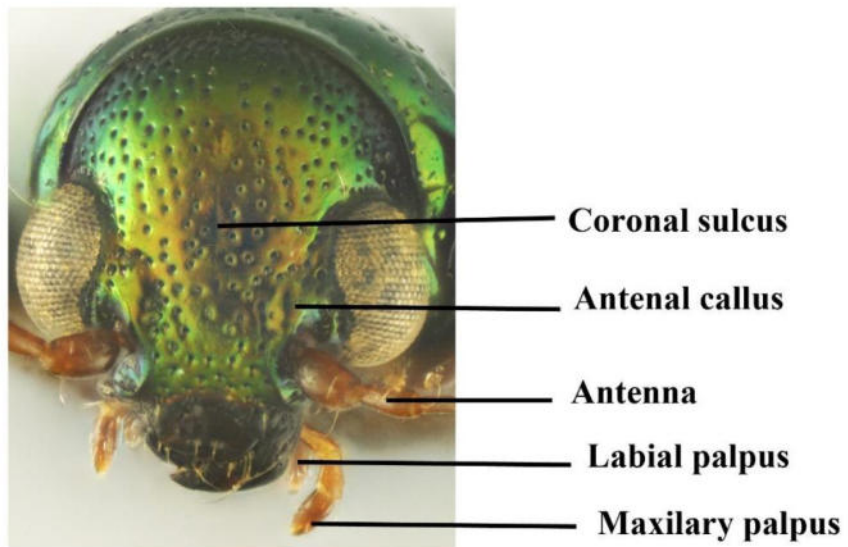 Coronal sulcus
Antenal callus
Antenna
Labial palpus
Maxilary palpus